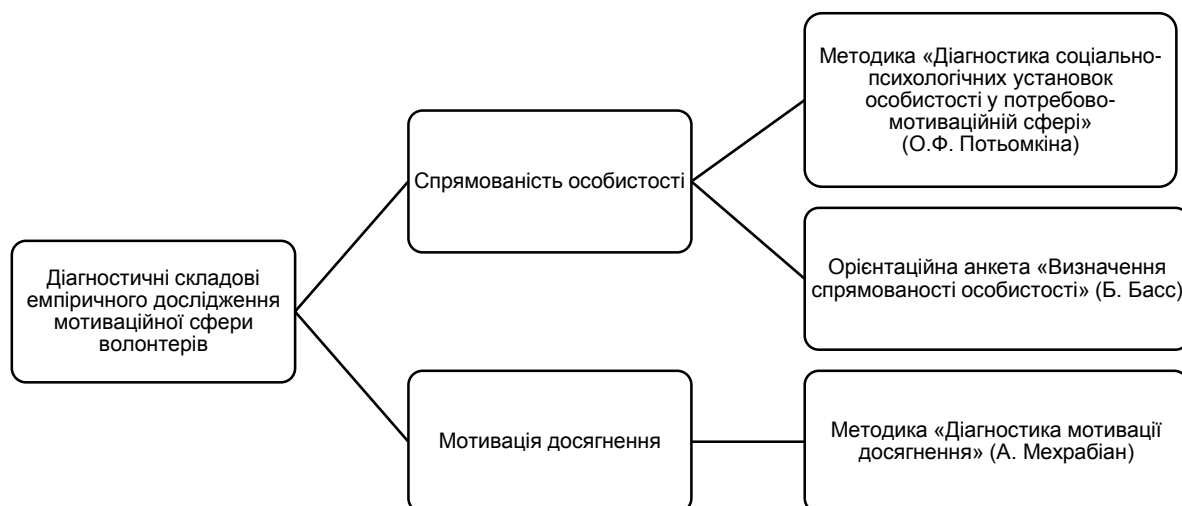 Діагностичні складові
емпіричного дослідження
мотиваційної сфери
волонтерів
Спрямованість особистості
Мотивація досягнення
Методика «Діагностика соціально-
психологічних установок
особистості у потребово-
мотиваційній сфері»
(О.Ф. Потьомкіна)
Орієнтаційна анкета «Визначення
спрямованості особистості» (Б. Басс)
Методика «Діагностика мотивації
досягнення» (А. Мехрабіан)